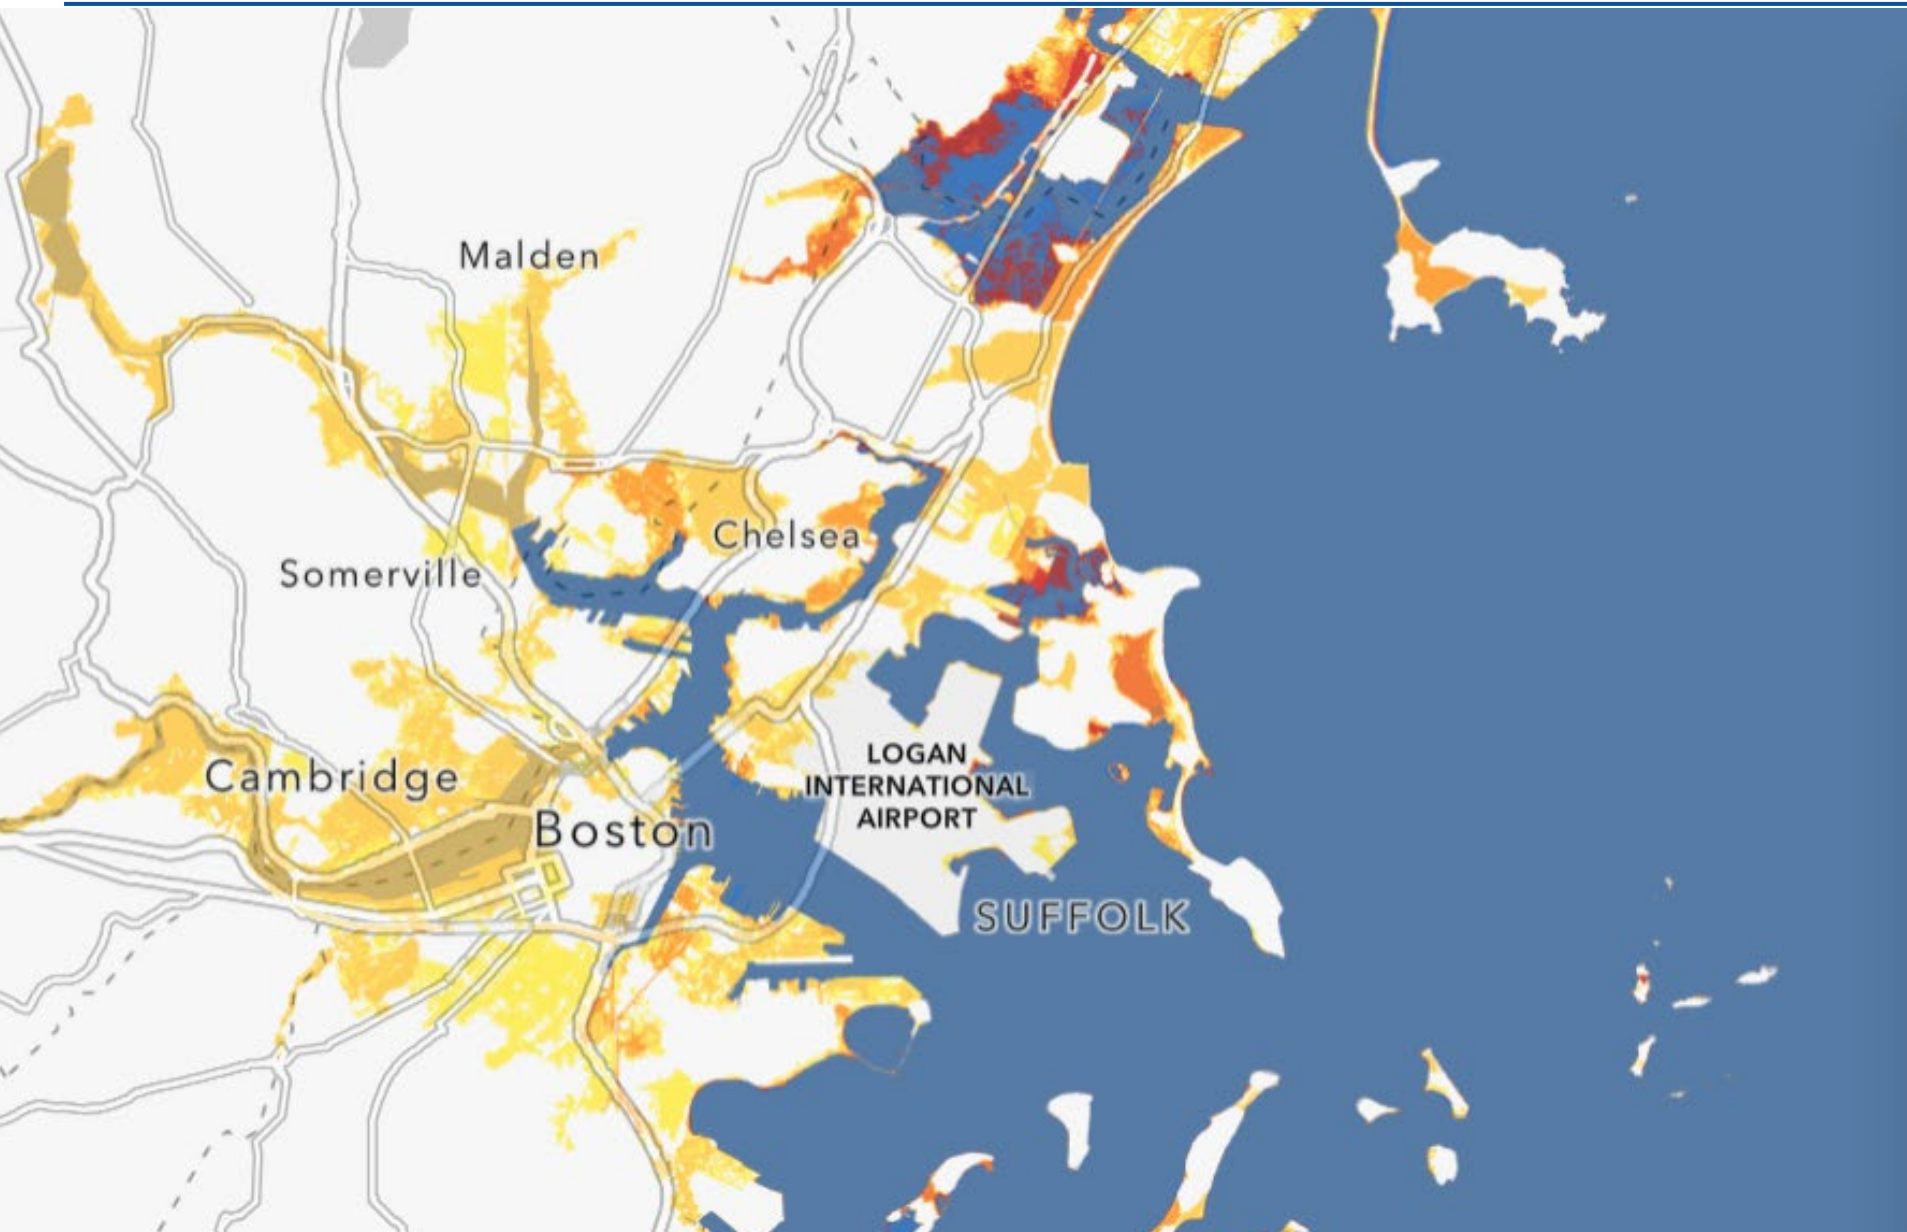 Malden
Chelsea
Somerville
Cambridge
Boston
LOGAN
INTERNATIONAL
AIRPORT
SUFFOLK